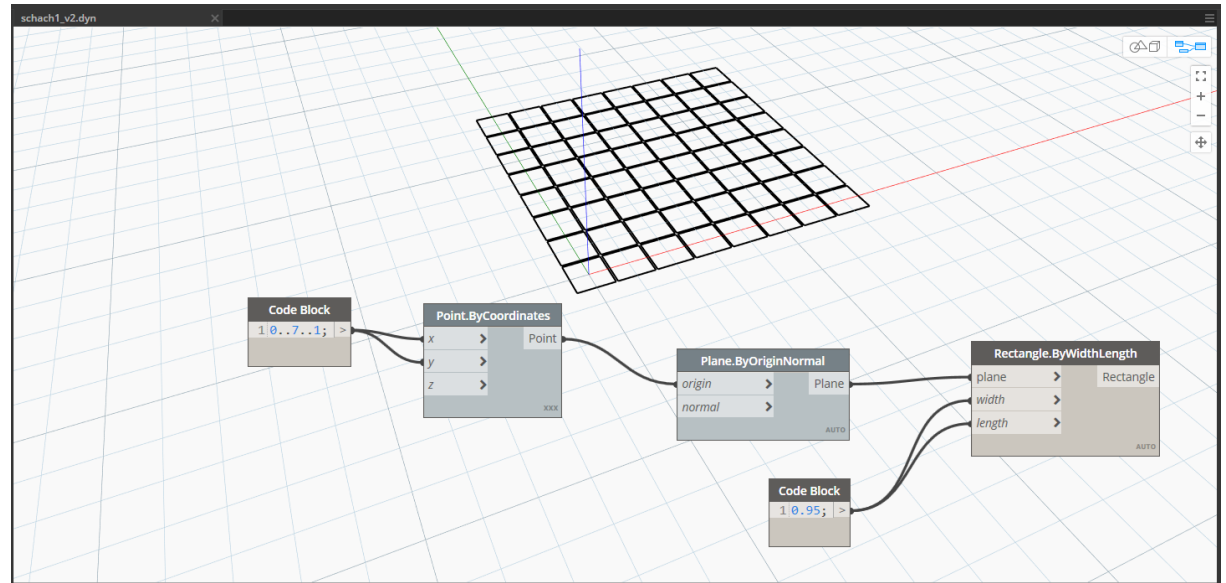 schach1_v2.dyn
Code Block
1 0..7..1; >
Point.ByCoordinates
x > Point
y >
z >
XXX
Plane.ByOriginNormal
origin > Plane
normal >
AUTO
Rectangle.ByWidthLength
plane > Rectangle
width >
length >
AUTO
Code Block
1 0.95; >